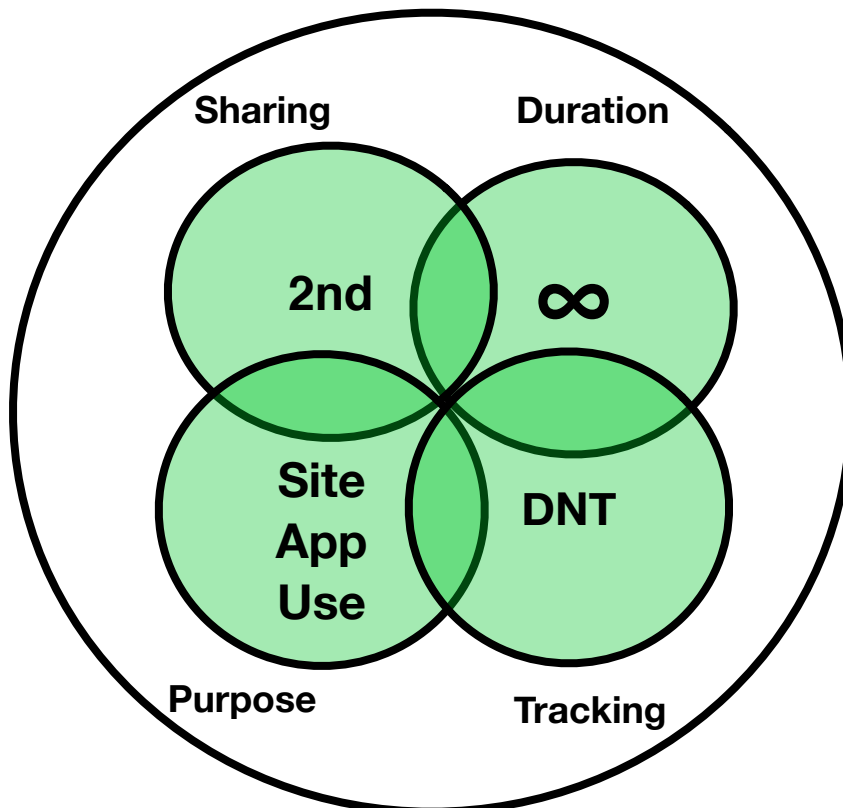 Sharing
Duration
2nd
∞
Site
App
Use
DNT
Purpose
Tracking